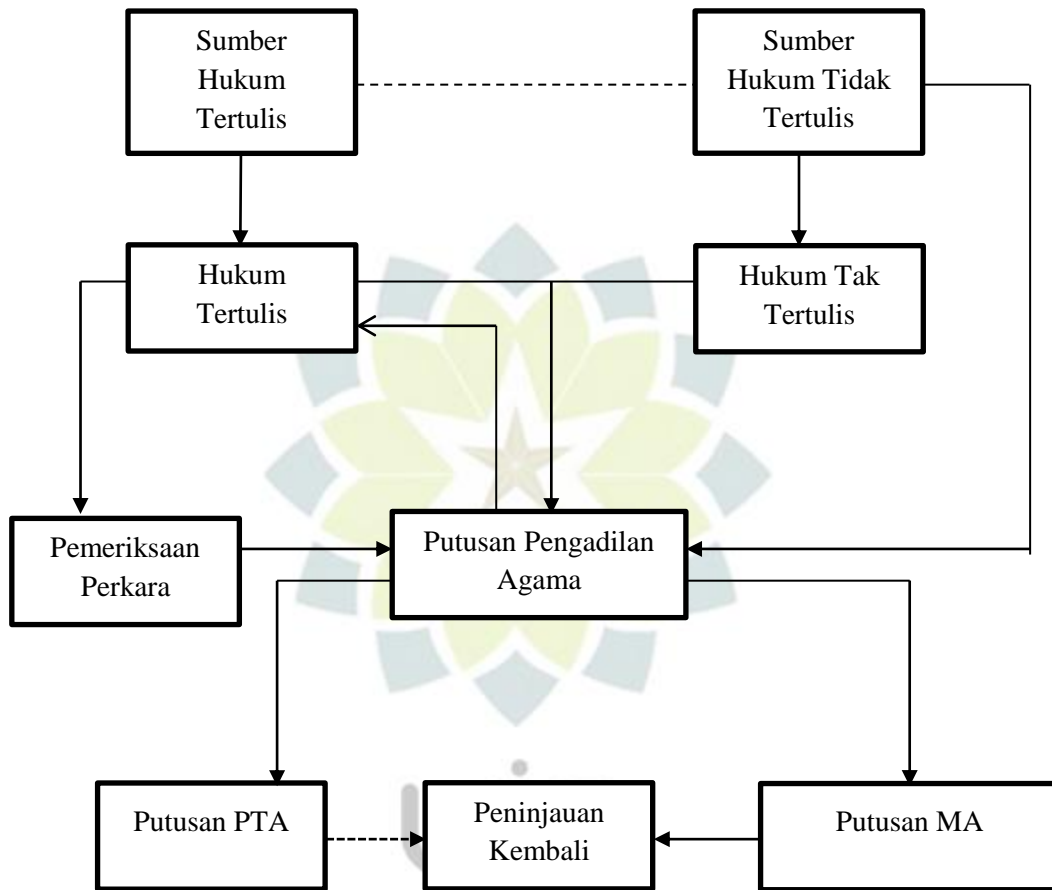 Sumber
Hukum
Tertulis
Sumber
Hukum Tidak
Tertulis
Hukum
Tertulis
Hukum Tak
Tertulis
Pemeriksaan
Perkara
Putusan Pengadilan
Agama
Putusan PTA
Peninjauan
Kembali
Putusan MA